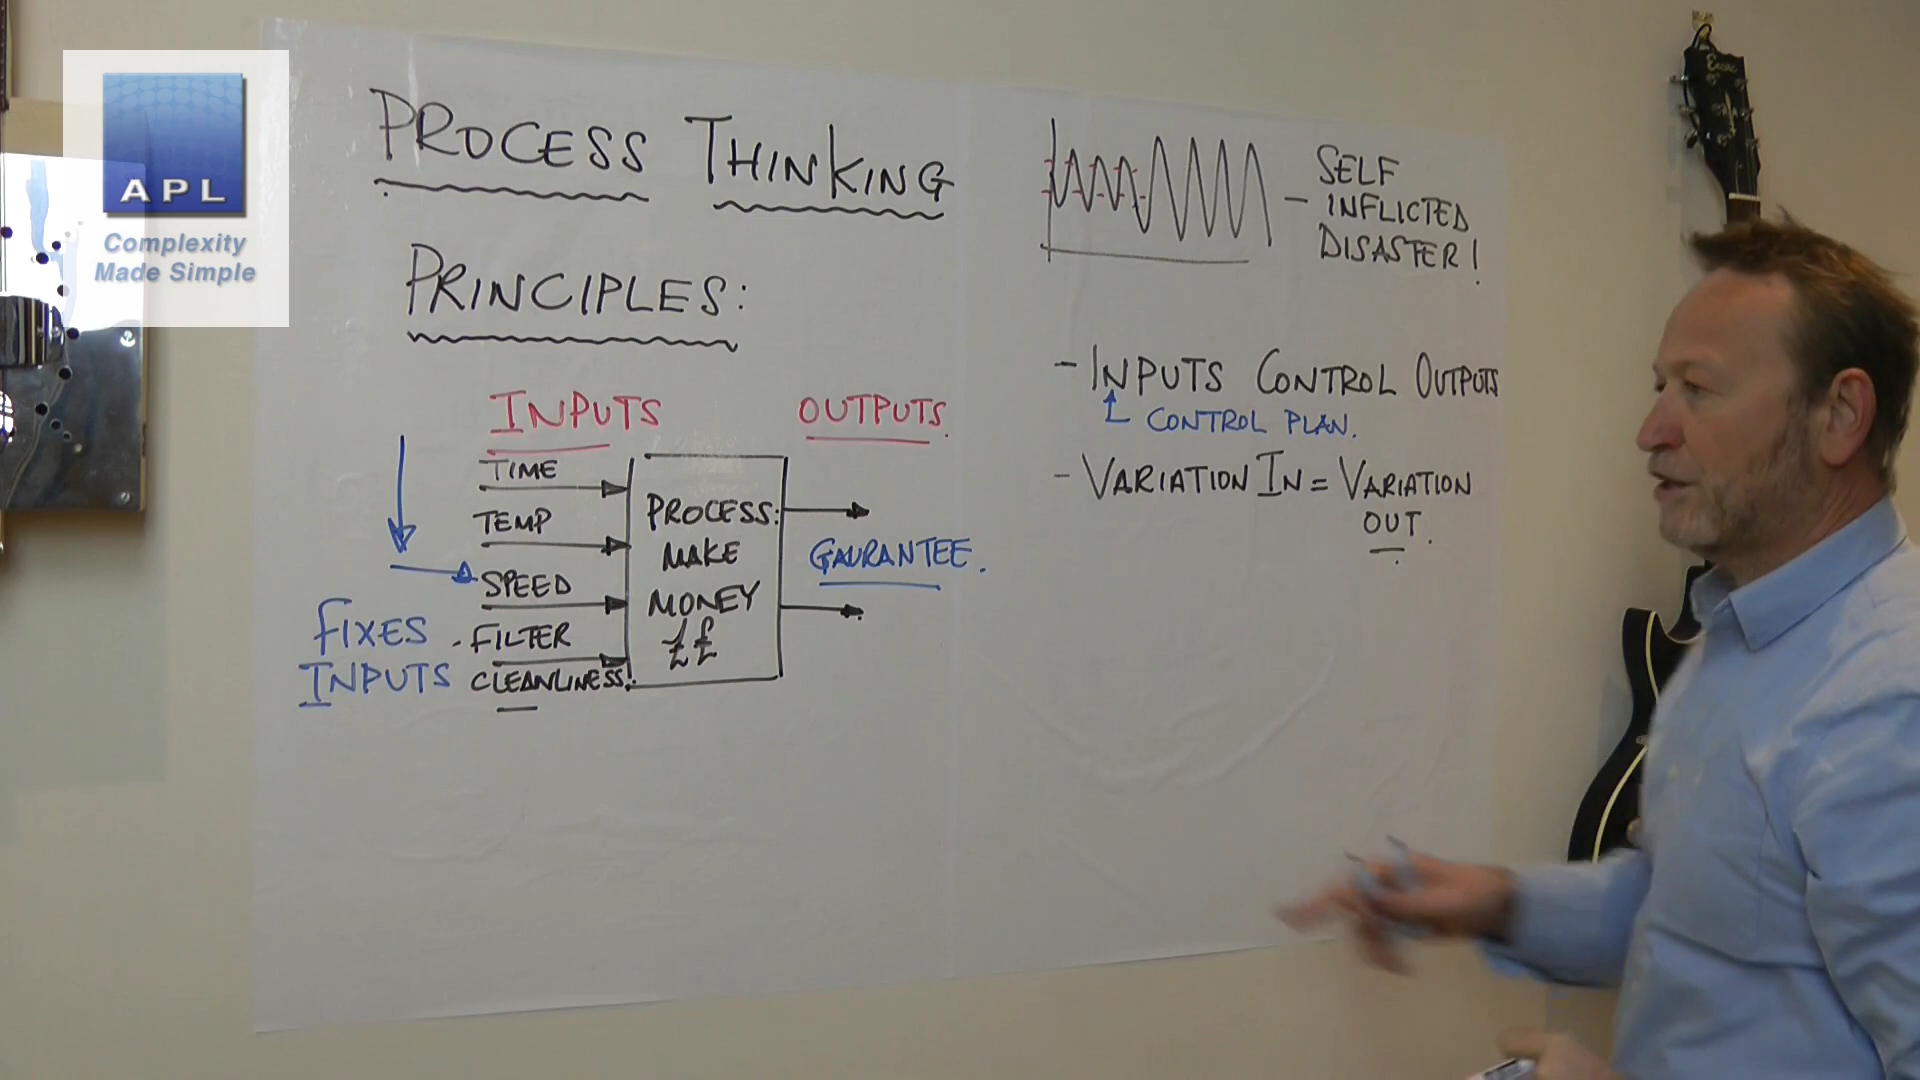 APL
Complexity
Made Simple
PROCESS THINKING
PRINCIPLES:
INPUTS
OUTPUTS.
TIME
TEMP
SPEED
FILTER
CLEANLINESS.
FIXES
INPUTS
PROCESS:
MAKE
MONEY
££
GAURANTEE.
- SELF
INFLICTED
DISASTER!
- INPUTS CONTROL OUTPUTS
CONTROL PLAN.
- VARIATION IN = VARIATION
OUT.